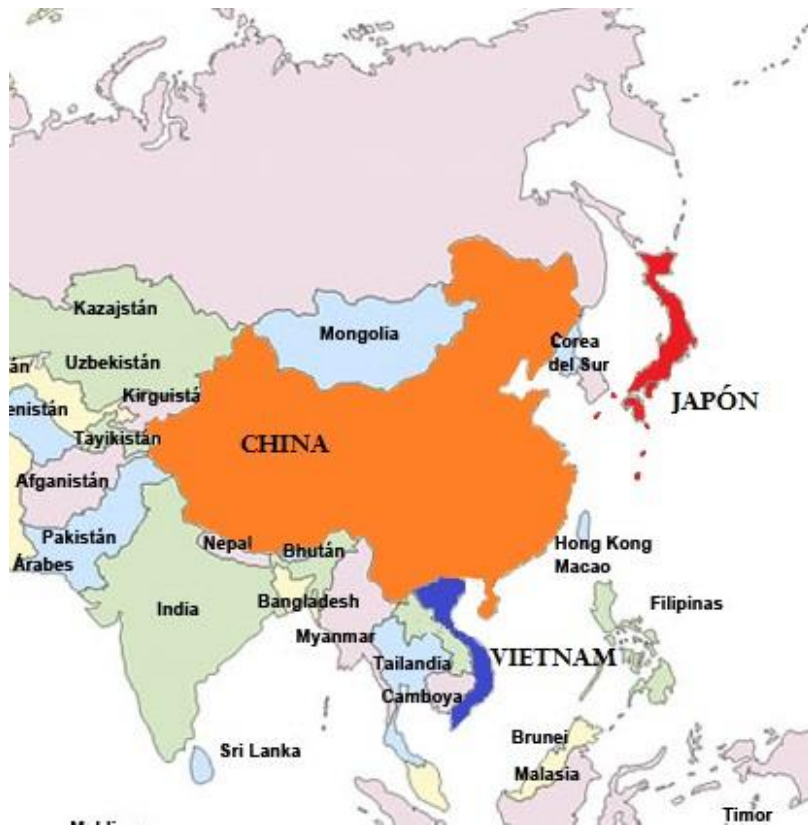 Kazajstán
Mongolia
Corea
del Sur
Uzbekistán
án
Kirguistá
enistán
JAPÓN
Tayikistán
CHINA
Afganistán
Pakistán
Nepal
Bhután
Hong Kong
Macao
Árabes
India
Bangladesh
Filipinas
Myanmar
VIETNAM
Tailandia
Camboya
Sri Lanka
Brunei
Malasia
Timor